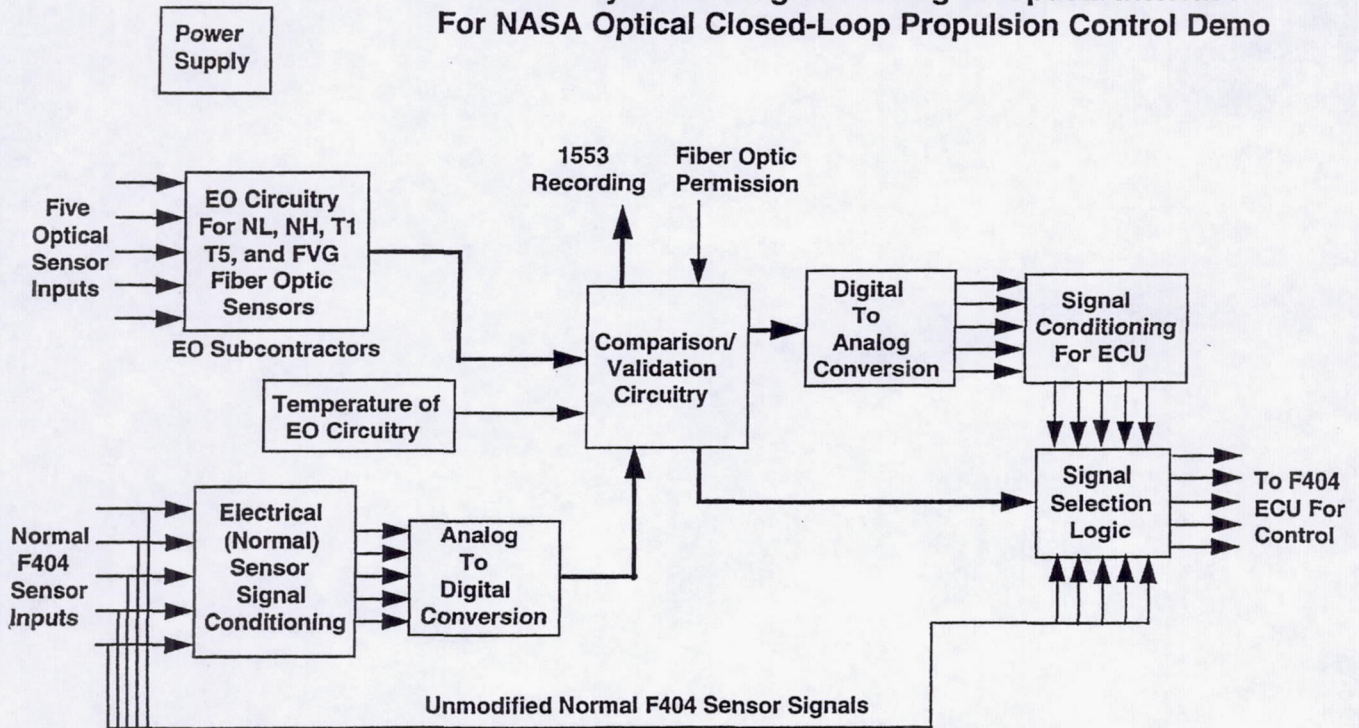 For NASA Optical Closed-Loop Propulsion Control Demo
Power
Supply
Five
Optical
Sensor
Inputs
EO Circuitry
For NL, NH, T1
T5, and FVG
Fiber Optic
Sensors
EO Subcontractors
1553
Recording
Fiber Optic
Permission
Temperature of
EO Circuitry
Comparison/
Validation
Circuitry
Digital
To
Analog
Conversion
Signal
Conditioning
For ECU
Normal
F404
Sensor
Inputs
Electrical
(Normal)
Sensor
Signal
Conditioning
Analog
To
Digital
Conversion
Signal
Selection
Logic
To F404
ECU For
Control
Unmodified Normal F404 Sensor Signals